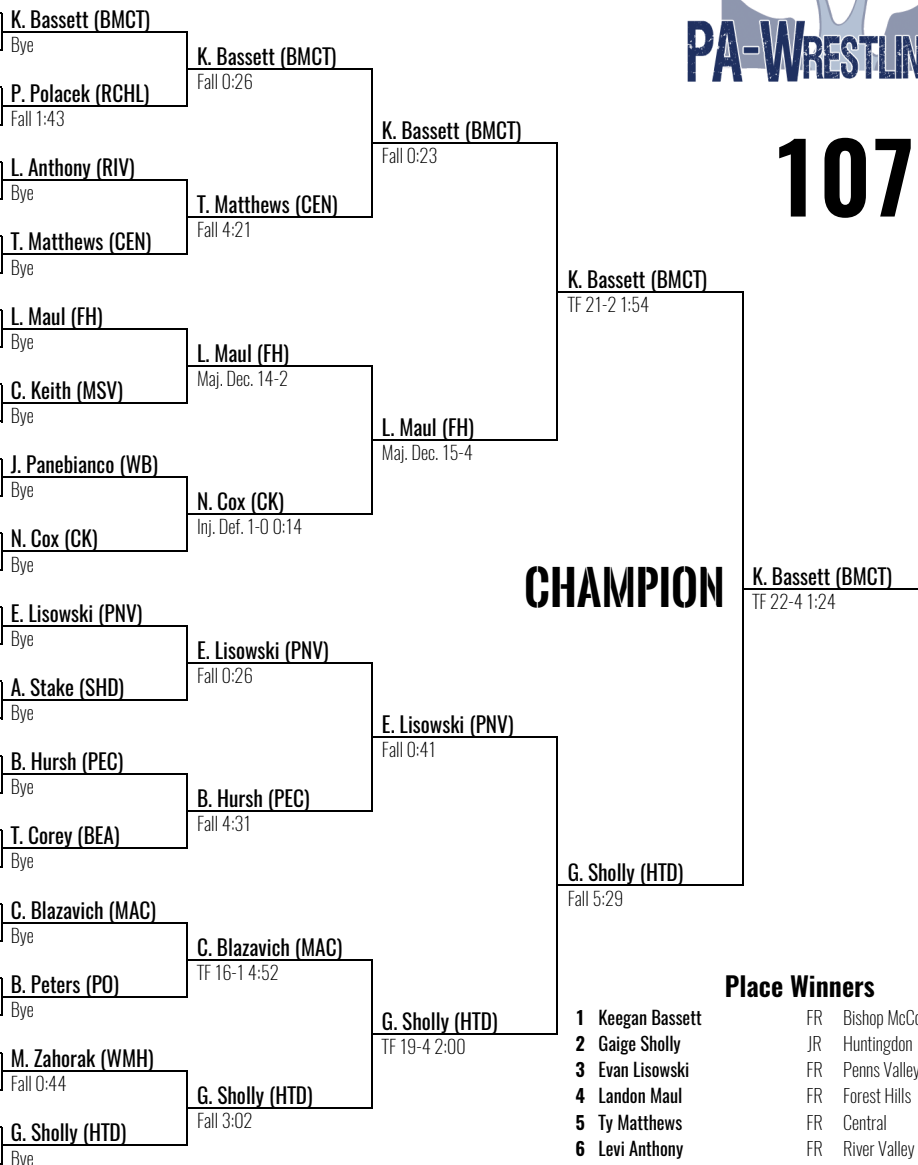 PA-WRESTLIN
107
K. Bassett (BMCT)
Bye
P. Polacek (RCHL)
Fall 1:43
L. Anthony (RIV)
Bye
T. Matthews (CEN)
Bye
L. Maul (FH)
Bye
C. Keith (MSV)
Bye
J. Panebianco (WB)
Bye
N. Cox (CK)
Bye
E. Lisowski (PNV)
Bye
A. Stake (SHD)
Bye
B. Hursh (PEC)
Bye
T. Corey (BEA)
Bye
C. Blazavich (MAC)
Bye
B. Peters (PO)
Bye
M. Zahorak (WMH)
Fall 0:44
G. Sholly (HTD)
Bye
K. Bassett (BMCT)
Fall 0:26
T. Matthews (CEN)
Fall 4:21
L. Maul (FH)
Maj. Dec. 14-2
N. Cox (CK)
Inj. Def. 1-0 0:14
E. Lisowski (PNV)
Fall 0:26
B. Hursh (PEC)
Fall 4:31
C. Blazavich (MAC)
TF 16-1 4:52
G. Sholly (HTD)
Fall 3:02
K. Bassett (BMCT)
Fall 0:23
L. Maul (FH)
Maj. Dec. 15-4
E. Lisowski (PNV)
Fall 0:41
G. Sholly (HTD)
TF 19-4 2:00
K. Bassett (BMCT)
TF 21-2 1:54
G. Sholly (HTD)
Fall 5:29
CHAMPION
K. Bassett (BMCT)
TF 22-4 1:24
Place Winners
1 Keegan Bassett FR Bishop McCo
2 Gaige Sholly JR Huntingdon
3 Evan Lisowski FR Penns Valley
4 Landon Maul FR Forest Hills
5 Ty Matthews FR Central
6 Levi Anthony FR River Valley